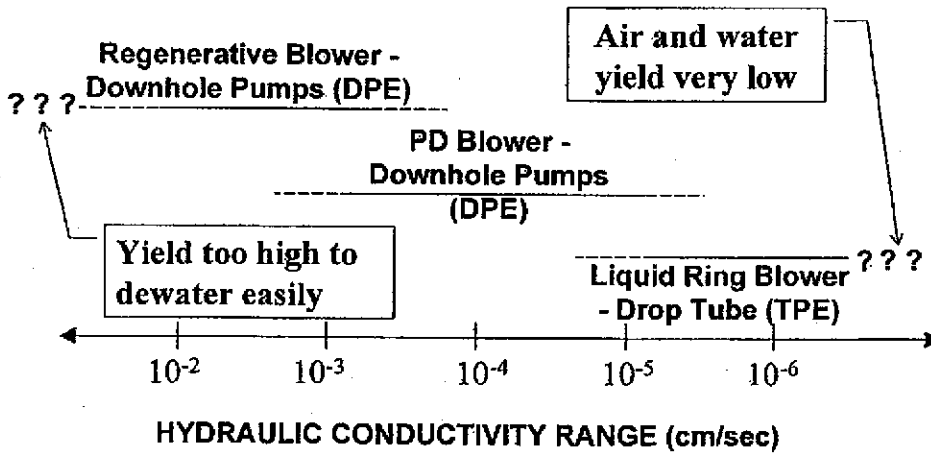 Regenerative Blower -
Downhole Pumps (DPE)
? ? ?
Air and water
yield very low
PD Blower -
Downhole Pumps
(DPE)
Yield too high to
dewater easily
? ? ?
Liquid Ring Blower
- Drop Tube (TPE)
10-2 10-3 10-4 10-5 10-6
HYDRAULIC CONDUCTIVITY RANGE (cm/sec)